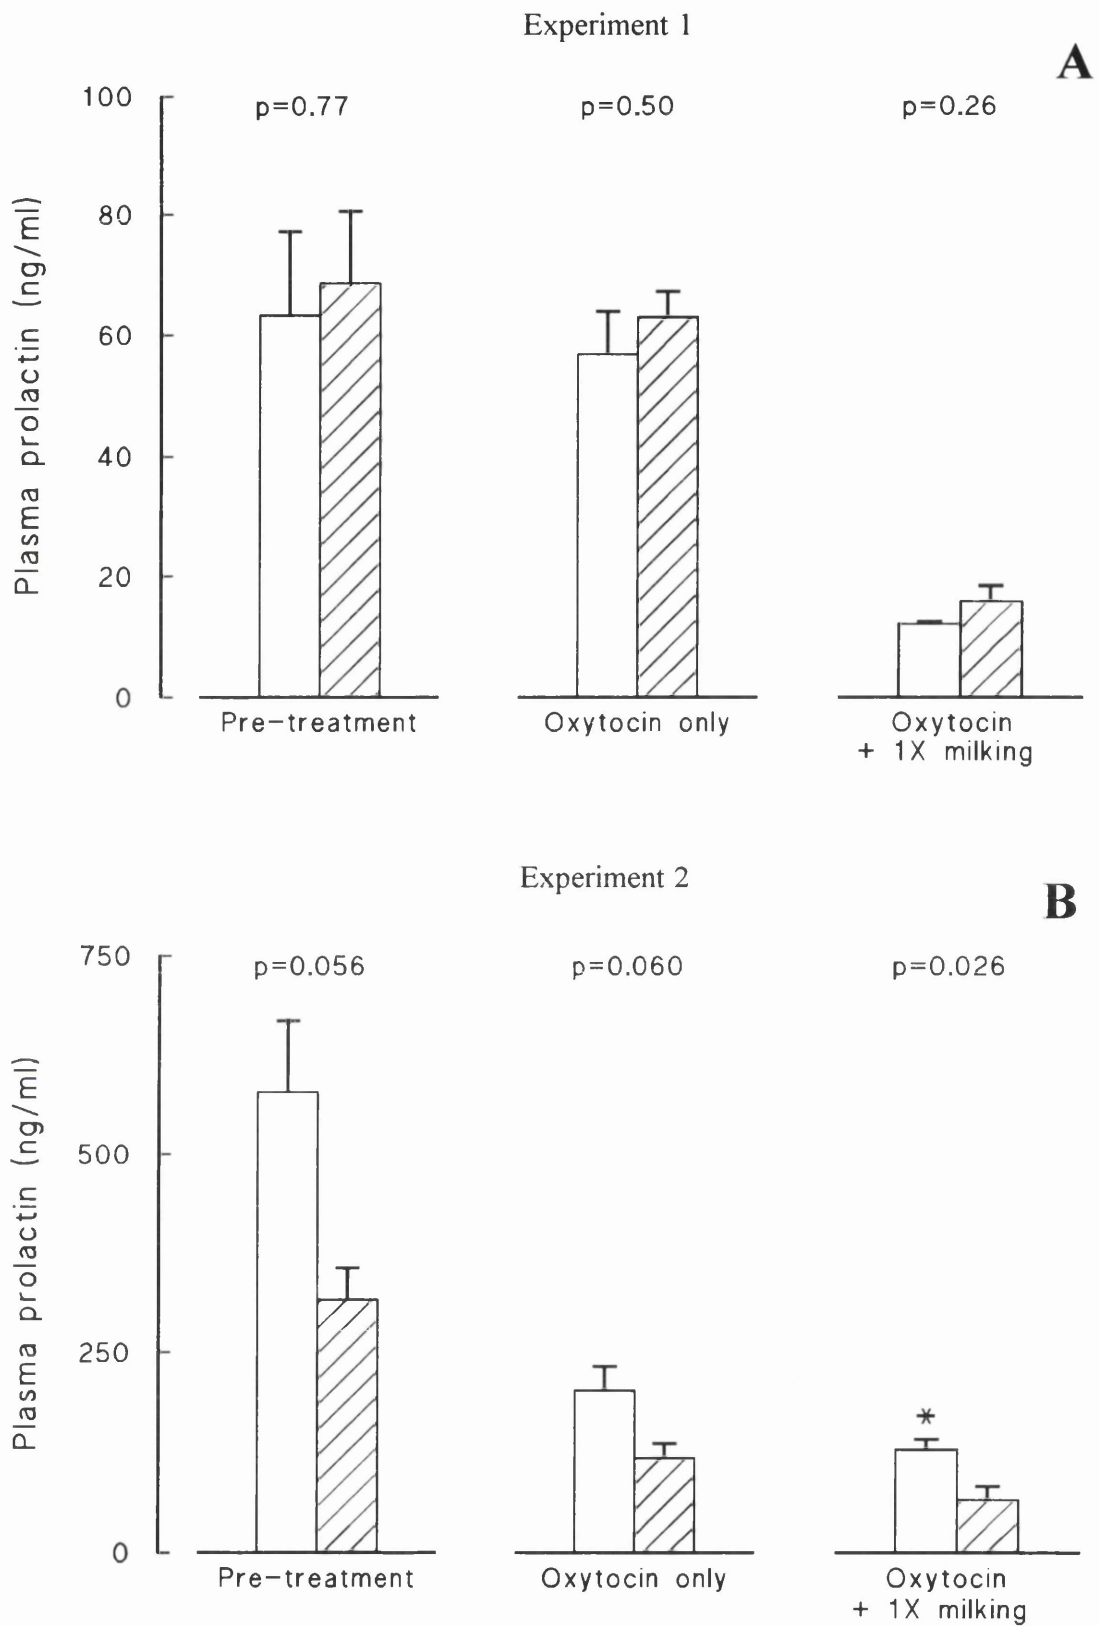 Experiment 1
A
Plasma prolactin (ng/ml)
100
80
60
40
20
0
p=0.77
p=0.50
p=0.26
Pre-treatment
Oxytocin only
Oxytocin
+ 1X milking
Experiment 2
B
Plasma prolactin (ng/ml)
750
500
250
0
p=0.056
p=0.060
p=0.026
*
Pre-treatment
Oxytocin only
Oxytocin
+ 1X milking